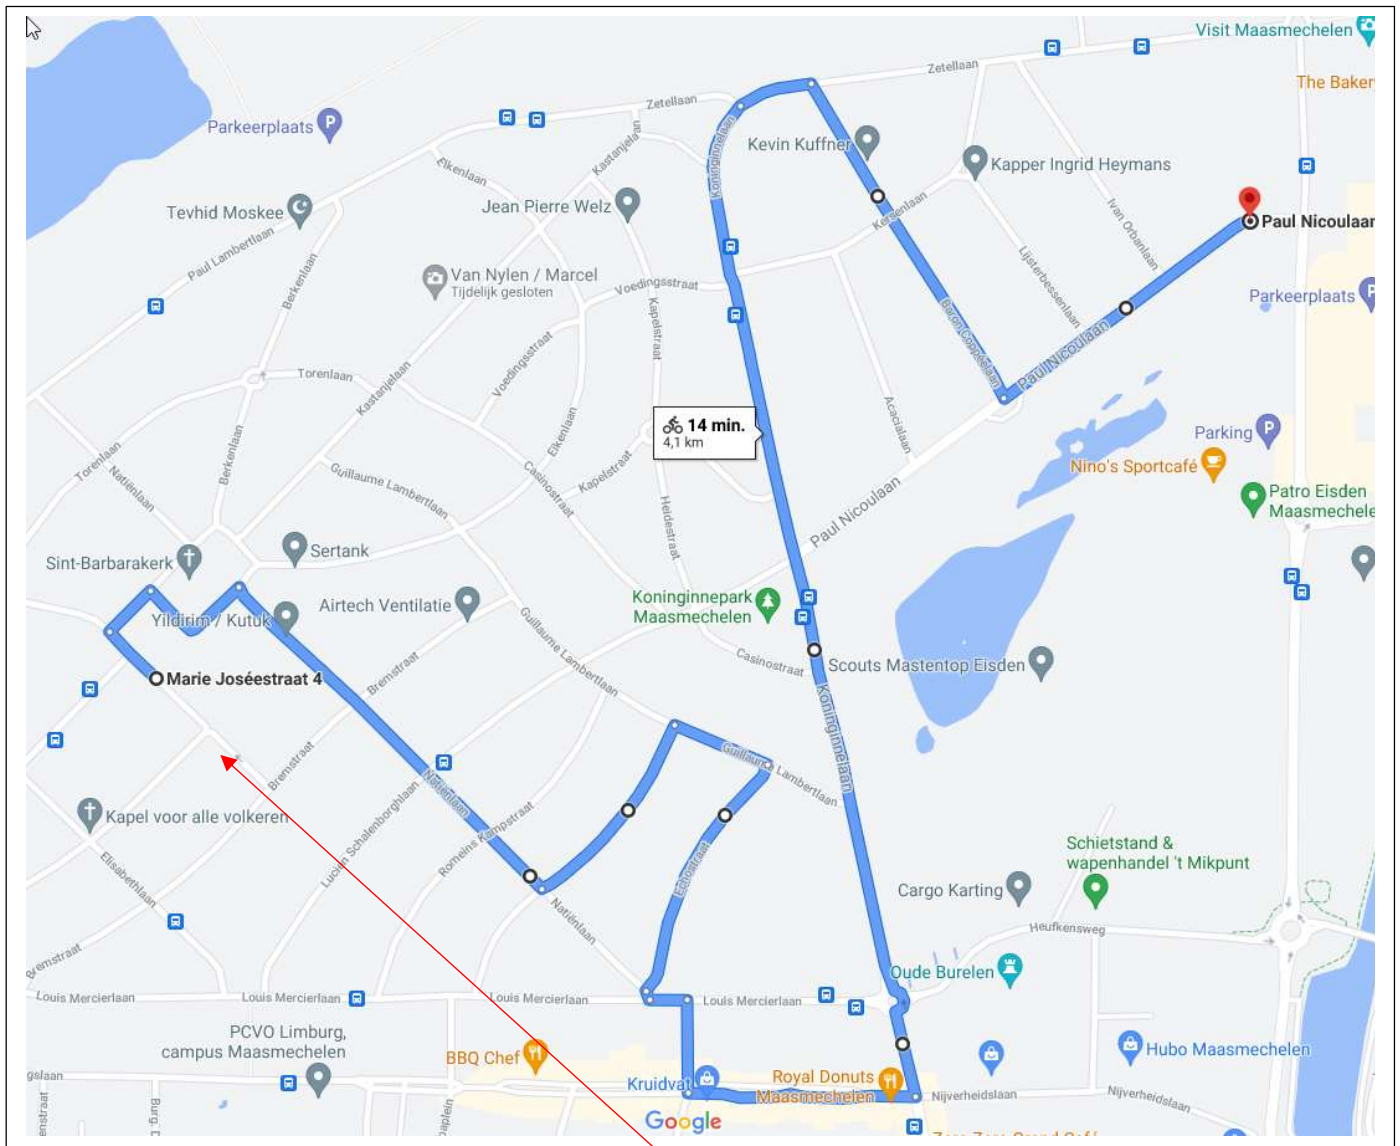 Visit Maasmechelen
Zetellaan
The Baker
Zetellaan
Parkeerplaats
Koninginnelaan
Kevin Kuffner
Kastanjelaan
Eikenlaan
Kapper Ingrid Heymans
Jean Pierre Welz
Tevhid Moskee
Kersenlaan
Ivan Orbanlaan
Paul Nicoulaan
Paul Lambertlaan
Berkenlaan
Lijsterbessenlaan
Van Nylen / Marcel
Tijdelijk gesloten
Voedingsstraat
Parkeerplaats
Kapelstraat
Baron Coppéelaan
Paul Nicoulaan
Voedingsstraat
Torenlaan
Kastanjelaan
14 min.
4,1 km
Acacialaan
Eikenlaan
Parking
Torenlaan
Natiënlaan
Berkenlaan
Guillaume Lambertlaan
Casinostraat
Kapelstraat
Nino's Sportcafé
Patro Eisden
Maasmechele
Heidestraat
Paul Nicoulaan
Sertank
Sint-Barbarakerk
Airtech Ventilatie
Koninginnepark
Maasmechelen
Yildirim / Kutuk
Guillaume Lambertlaan
Casinostraat
Scouts Mastentop Eisden
Marie Joséestraat 4
Bremstraat
Koninginnelaan
Bremstraat
Guillaume Lambertlaan
Natiënlaan
Kapel voor alle volkeren
Lucien Schalenborghlaan
Romeins Kampstraat
Echostraat
Schietstand &
wapenhandel 't Mikpunt
Elisabethlaan
Cargo Karting
Natiënlaan
Heufkensweg
Bremstraat
Oude Burelen
Louis Mercierlaan
Louis Mercierlaan
Louis Mercierlaan
Louis Mercierlaan
PCVO Limburg,
campus Maasmechelen
BBQ Chef
Hubo Maasmechelen
Kruidvat
Royal Donuts
Maasmechelen
gslaan
Nijverheidslaan
Nijverheidslaan
enstraat
Burg.
aplein
Google